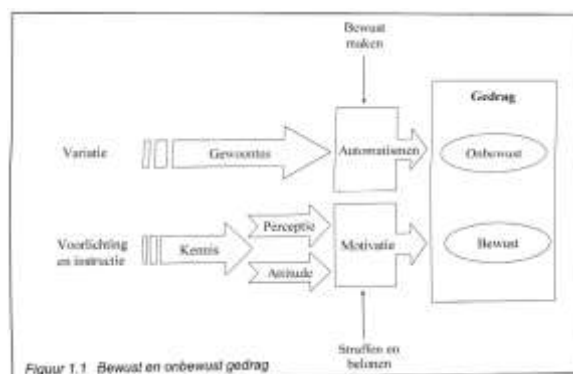 Bewust
maken
Gedrag
Variatie
Gewoontes
Automatismen
Onbewust
Voorlichting
en instructie
Kennis
Perceptie
Attitude
Motivatie
Bewust
Straffen en
belonen
Figuur 1.1 Bewust en onbewust gedrag